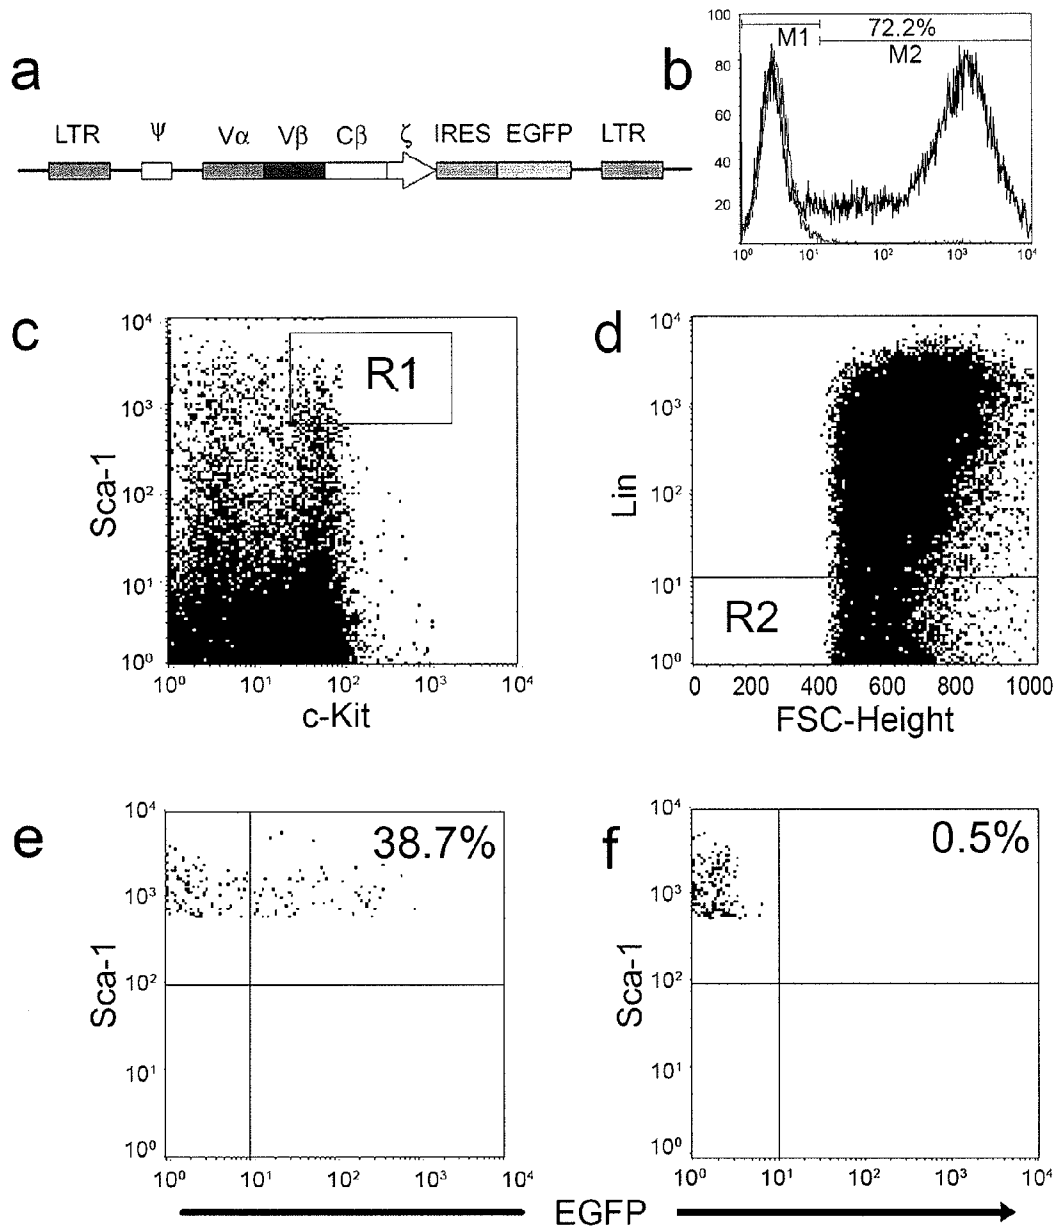 a
LTR ψ Vα Vβ Cβ ζ IRES EGFP LTR
b
100
80
60
40
20
M1
72.2%
M2
10⁰ 10¹ 10² 10³ 10⁴
c
Sca-1
10⁴
10³
10²
10¹
10⁰
R1
10⁰ 10¹ 10² 10³ 10⁴
c-Kit
d
Lin
10⁴
10³
10²
10¹
10⁰
R2
0 200 400 600 800 1000
FSC-Height
e
Sca-1
10⁴
10³
10²
10¹
10⁰
38.7%
10⁰ 10¹ 10² 10³ 10⁴
f
Sca-1
10⁴
10³
10²
10¹
10⁰
0.5%
10⁰ 10¹ 10² 10³ 10⁴
EGFP